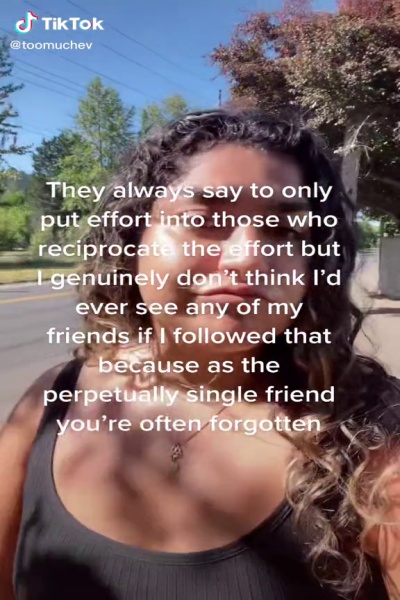 TikTok
@toomuchev
They always say to only
put effort into those who
reciprocate the effort but
I genuinely don't think I'd
ever see any of my
friends if I followed that
because as the
perpetually single friend
you're often forgotten